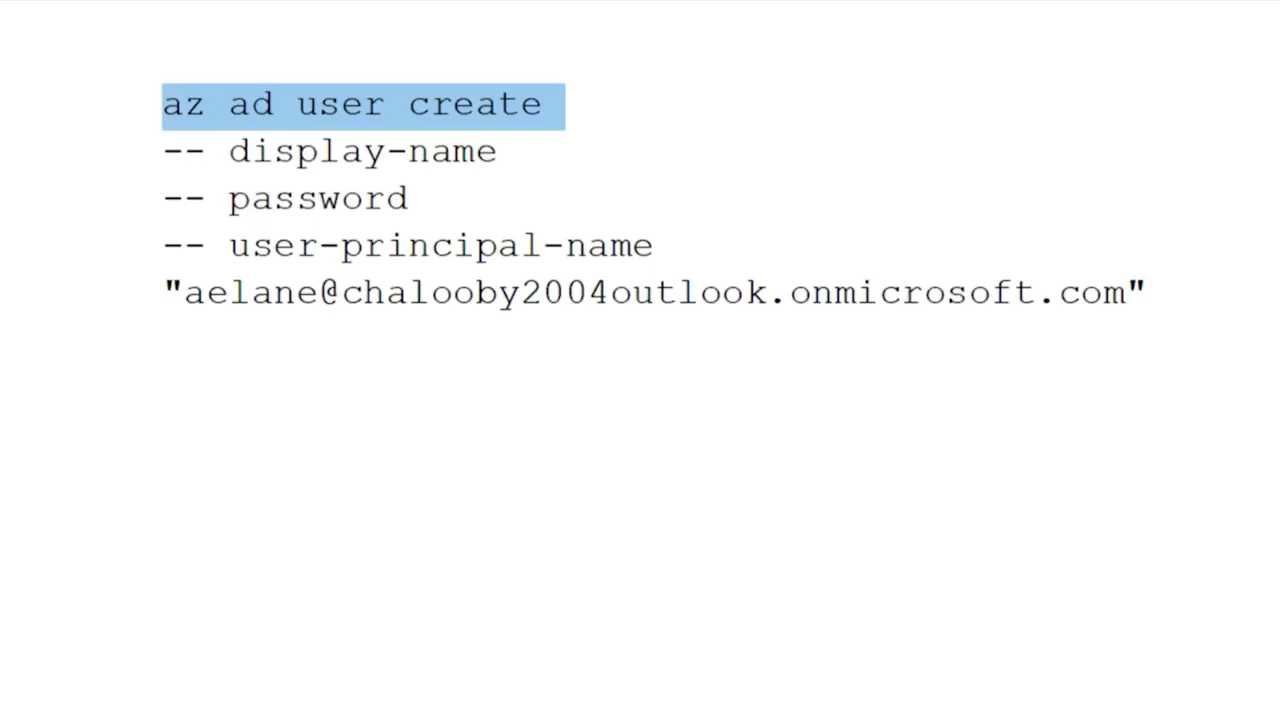 az ad user create
-- display-name
-- password
-- user-principal-name
"aelane@chalooby2004outlook.onmicrosoft.com"